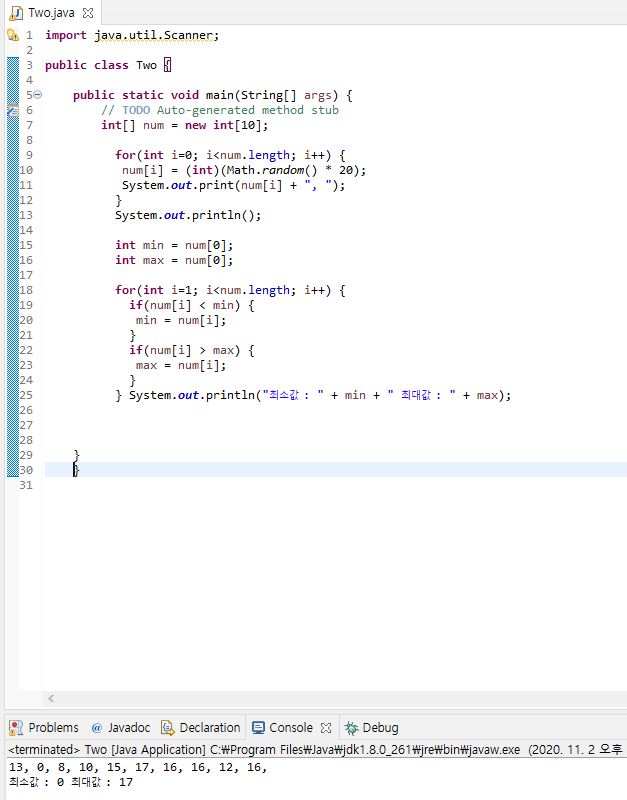 Two.java
1 import java.util.Scanner;
2
3 public class Two {
4
5 public static void main(String[] args) {
6 // TODO Auto-generated method stub
7 int[] num = new int[10];
8
9 for(int i=0; i<num.length; i++) {
10 num[i] = (int)(Math.random() * 20);
11 System.out.print(num[i] + ", ");
12 }
13 System.out.println();
14
15 int min = num[0];
16 int max = num[0];
17
18 for(int i=1; i<num.length; i++) {
19 if(num[i] < min) {
20 min = num[i];
21 }
22 if(num[i] > max) {
23 max = num[i];
24 }
25 } System.out.println("최소값 : " + min + " 최대값 : " + max);
26
27
28
29 }
30 }
31
Problems @ Javadoc Declaration Console Debug
<terminated> Two [Java Application] C:₩Program Files₩Java₩jdk1.8.0_261₩jre₩bin₩javaw.exe (2020. 11. 2 오후
13, 0, 8, 10, 15, 17, 16, 16, 12, 16,
최소값 : 0 최대값 : 17